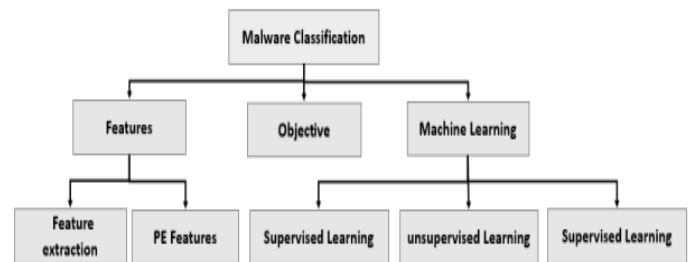 Malware Classification
Features
Objective
Machine Learning
Feature
extraction
PE Features
Supervised Learning
unsupervised Learning
Supervised Learning